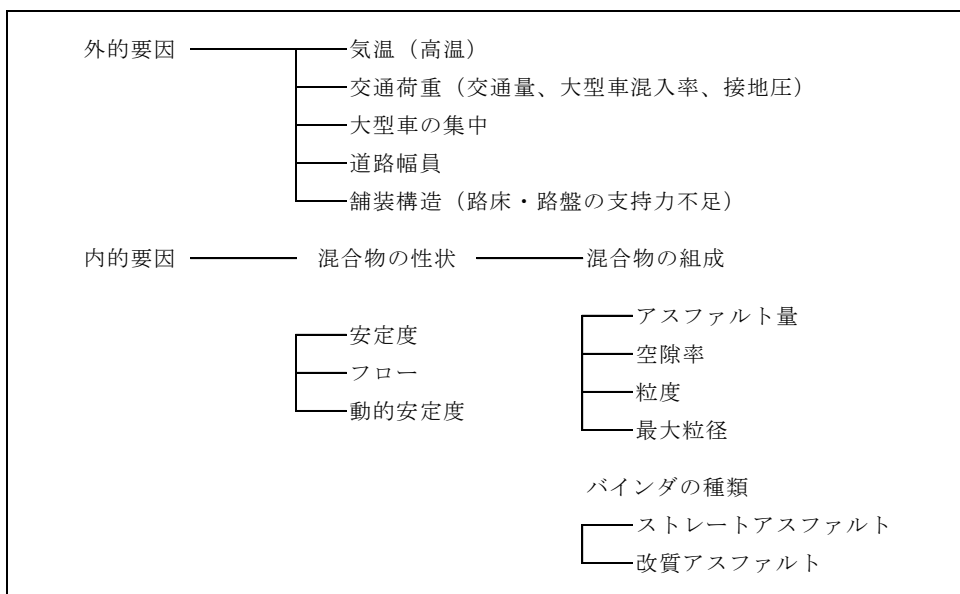 外的要因
気温（高温）
交通荷重（交通量、大型車混入率、接地圧）
大型車の集中
道路幅員
舗装構造（路床・路盤の支持力不足）
内的要因 混合物の性状 混合物の組成
安定度
フロー
動的安定度
アスファルト量
空隙率
粒度
最大粒径
バインダの種類
ストレートアスファルト
改質アスファルト